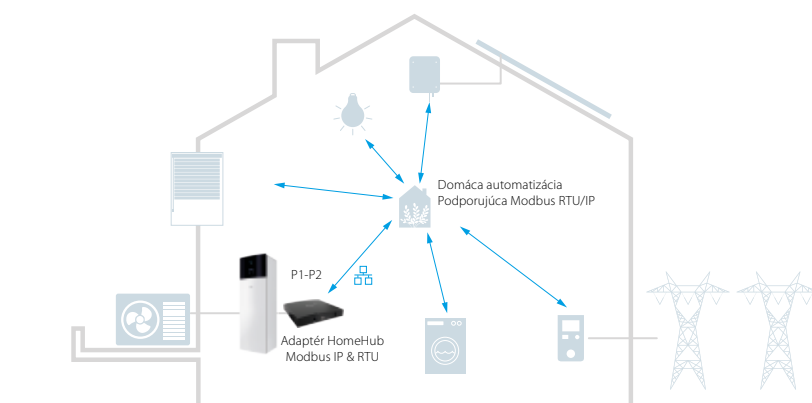 Domáca automatizácia
Podporujúca Modbus RTU/IP
P1-P2
Adaptér HomeHub
Modbus IP & RTU